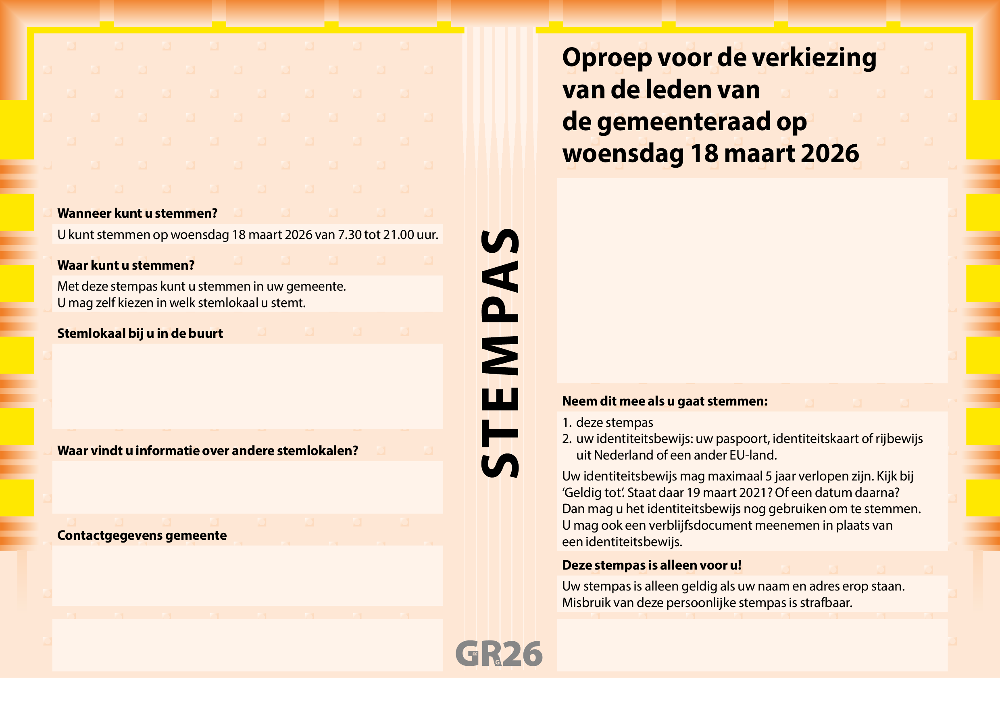 Wanneer kunt u stemmen?
U kunt stemmen op woensdag 18 maart 2026 van 7.30 tot 21.00 uur.
Waar kunt u stemmen?
Met deze stempas kunt u stemmen in uw gemeente.
U mag zelf kiezen in welk stemlokaal u stemt.
Stemlokaal bij u in de buurt
Waar vindt u informatie over andere stemlokalen?
Contactgegevens gemeente
STEMPAS
GR26
Oproep voor de verkiezing
van de leden van
de gemeenteraad op
woensdag 18 maart 2026
Neem dit mee als u gaat stemmen:
1. deze stempas
2. uw identiteitsbewijs: uw paspoort, identiteitskaart of rijbewijs
uit Nederland of een ander EU-land.
Uw identiteitsbewijs mag maximaal 5 jaar verlopen zijn. Kijk bij
‘Geldig tot’. Staat daar 19 maart 2021? Of een datum daarna?
Dan mag u het identiteitsbewijs nog gebruiken om te stemmen.
U mag ook een verblijfsdocument meenemen in plaats van
een identiteitsbewijs.
Deze stempas is alleen voor u!
Uw stempas is alleen geldig als uw naam en adres erop staan.
Misbruik van deze persoonlijke stempas is strafbaar.